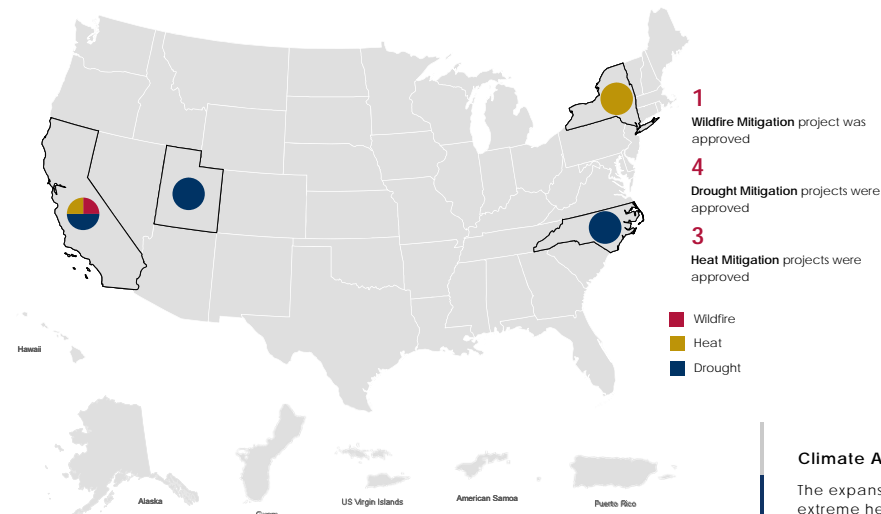 1
Wildfire Mitigation project was
approved
4
Drought Mitigation projects were
approved
3
Heat Mitigation projects were
approved
Wildfire
Heat
Drought
Hawaii
Alaska
US Virgin Islands
American Samoa
Puerto Rico
Climate A
The expans
extreme he